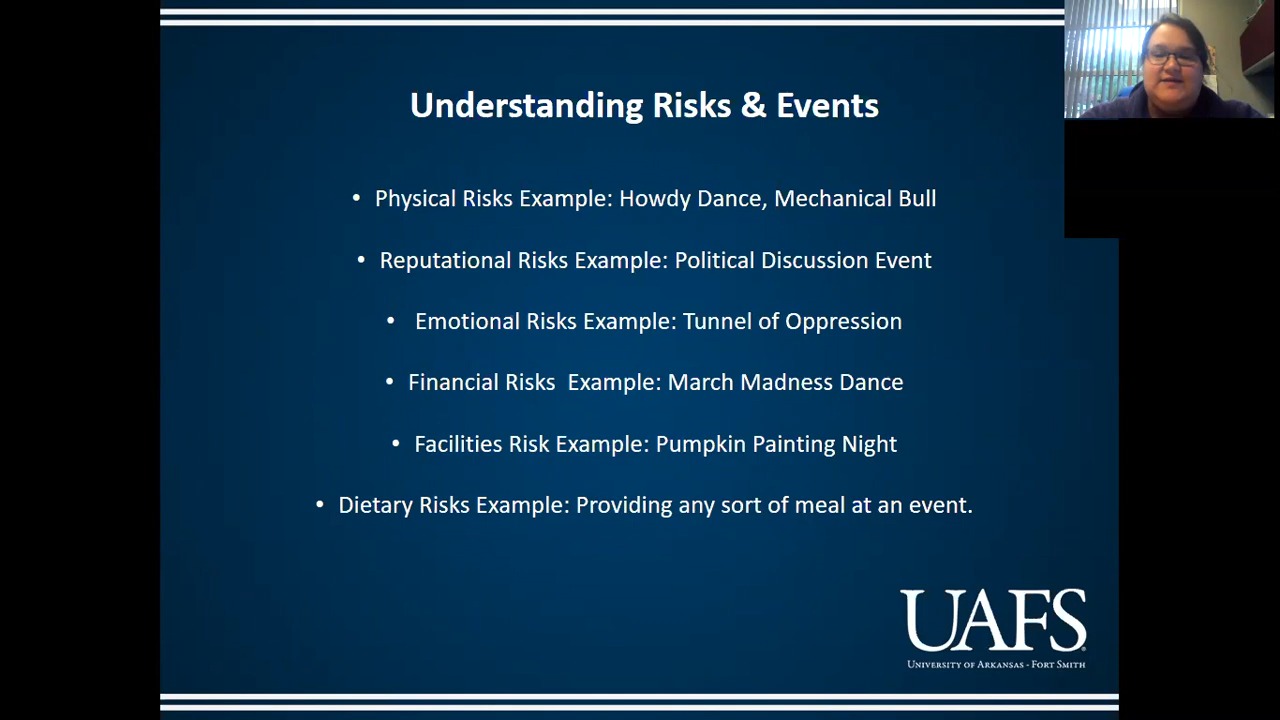 Understanding Risks & Events
• Physical Risks Example: Howdy Dance, Mechanical Bull
• Reputational Risks Example: Political Discussion Event
• Emotional Risks Example: Tunnel of Oppression
• Financial Risks  Example: March Madness Dance
• Facilities Risk Example: Pumpkin Painting Night
• Dietary Risks Example: Providing any sort of meal at an event.
UAFS®
UNIVERSITY OF ARKANSAS - FORT SMITH